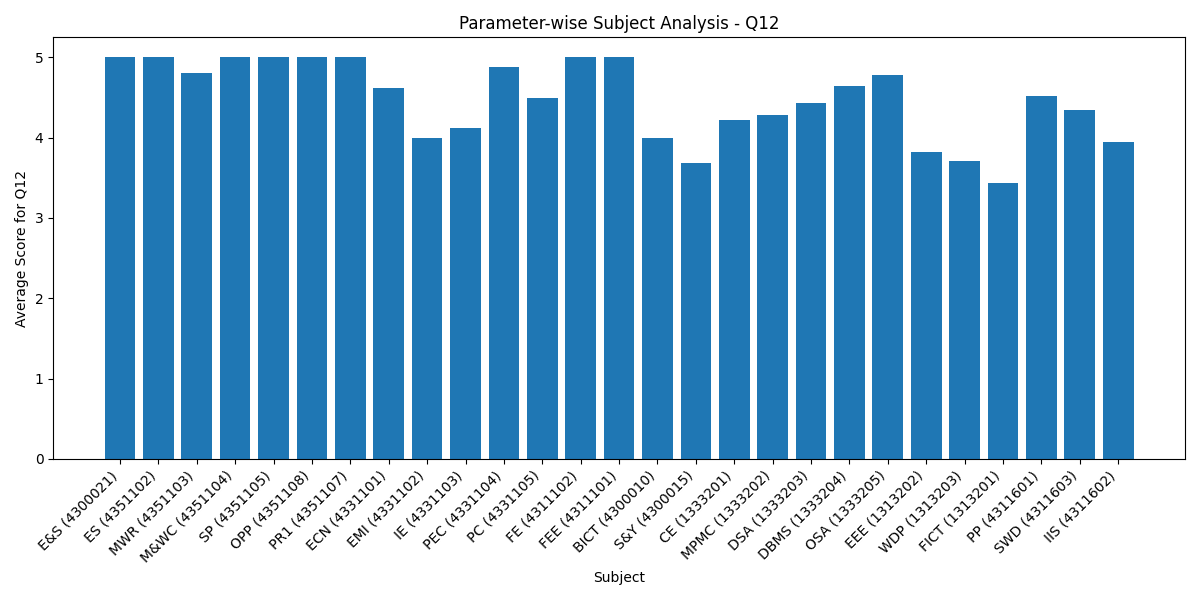 Parameter-wise Subject Analysis - Q12
Average Score for Q12
5
4
3
2
1
0
E&S (4300021)
ES (4351102)
MWR (4351103)
M&WC (4351104)
SP (4351105)
OPP (4351108)
PR1 (4351107)
ECN (4331101)
EMI (4331102)
IE (4331103)
PEC (4331104)
PC (4331105)
FE (4311102)
FEE (4311101)
BICT (4300010)
S&Y (4300015)
CE (1333201)
MPMC (1333202)
DSA (1333203)
DBMS (1333204)
OSA (1333205)
EEE (1313202)
WDP (1313203)
FICT (1313201)
PP (4311601)
SWD (4311603)
IIS (4311602)
Subject